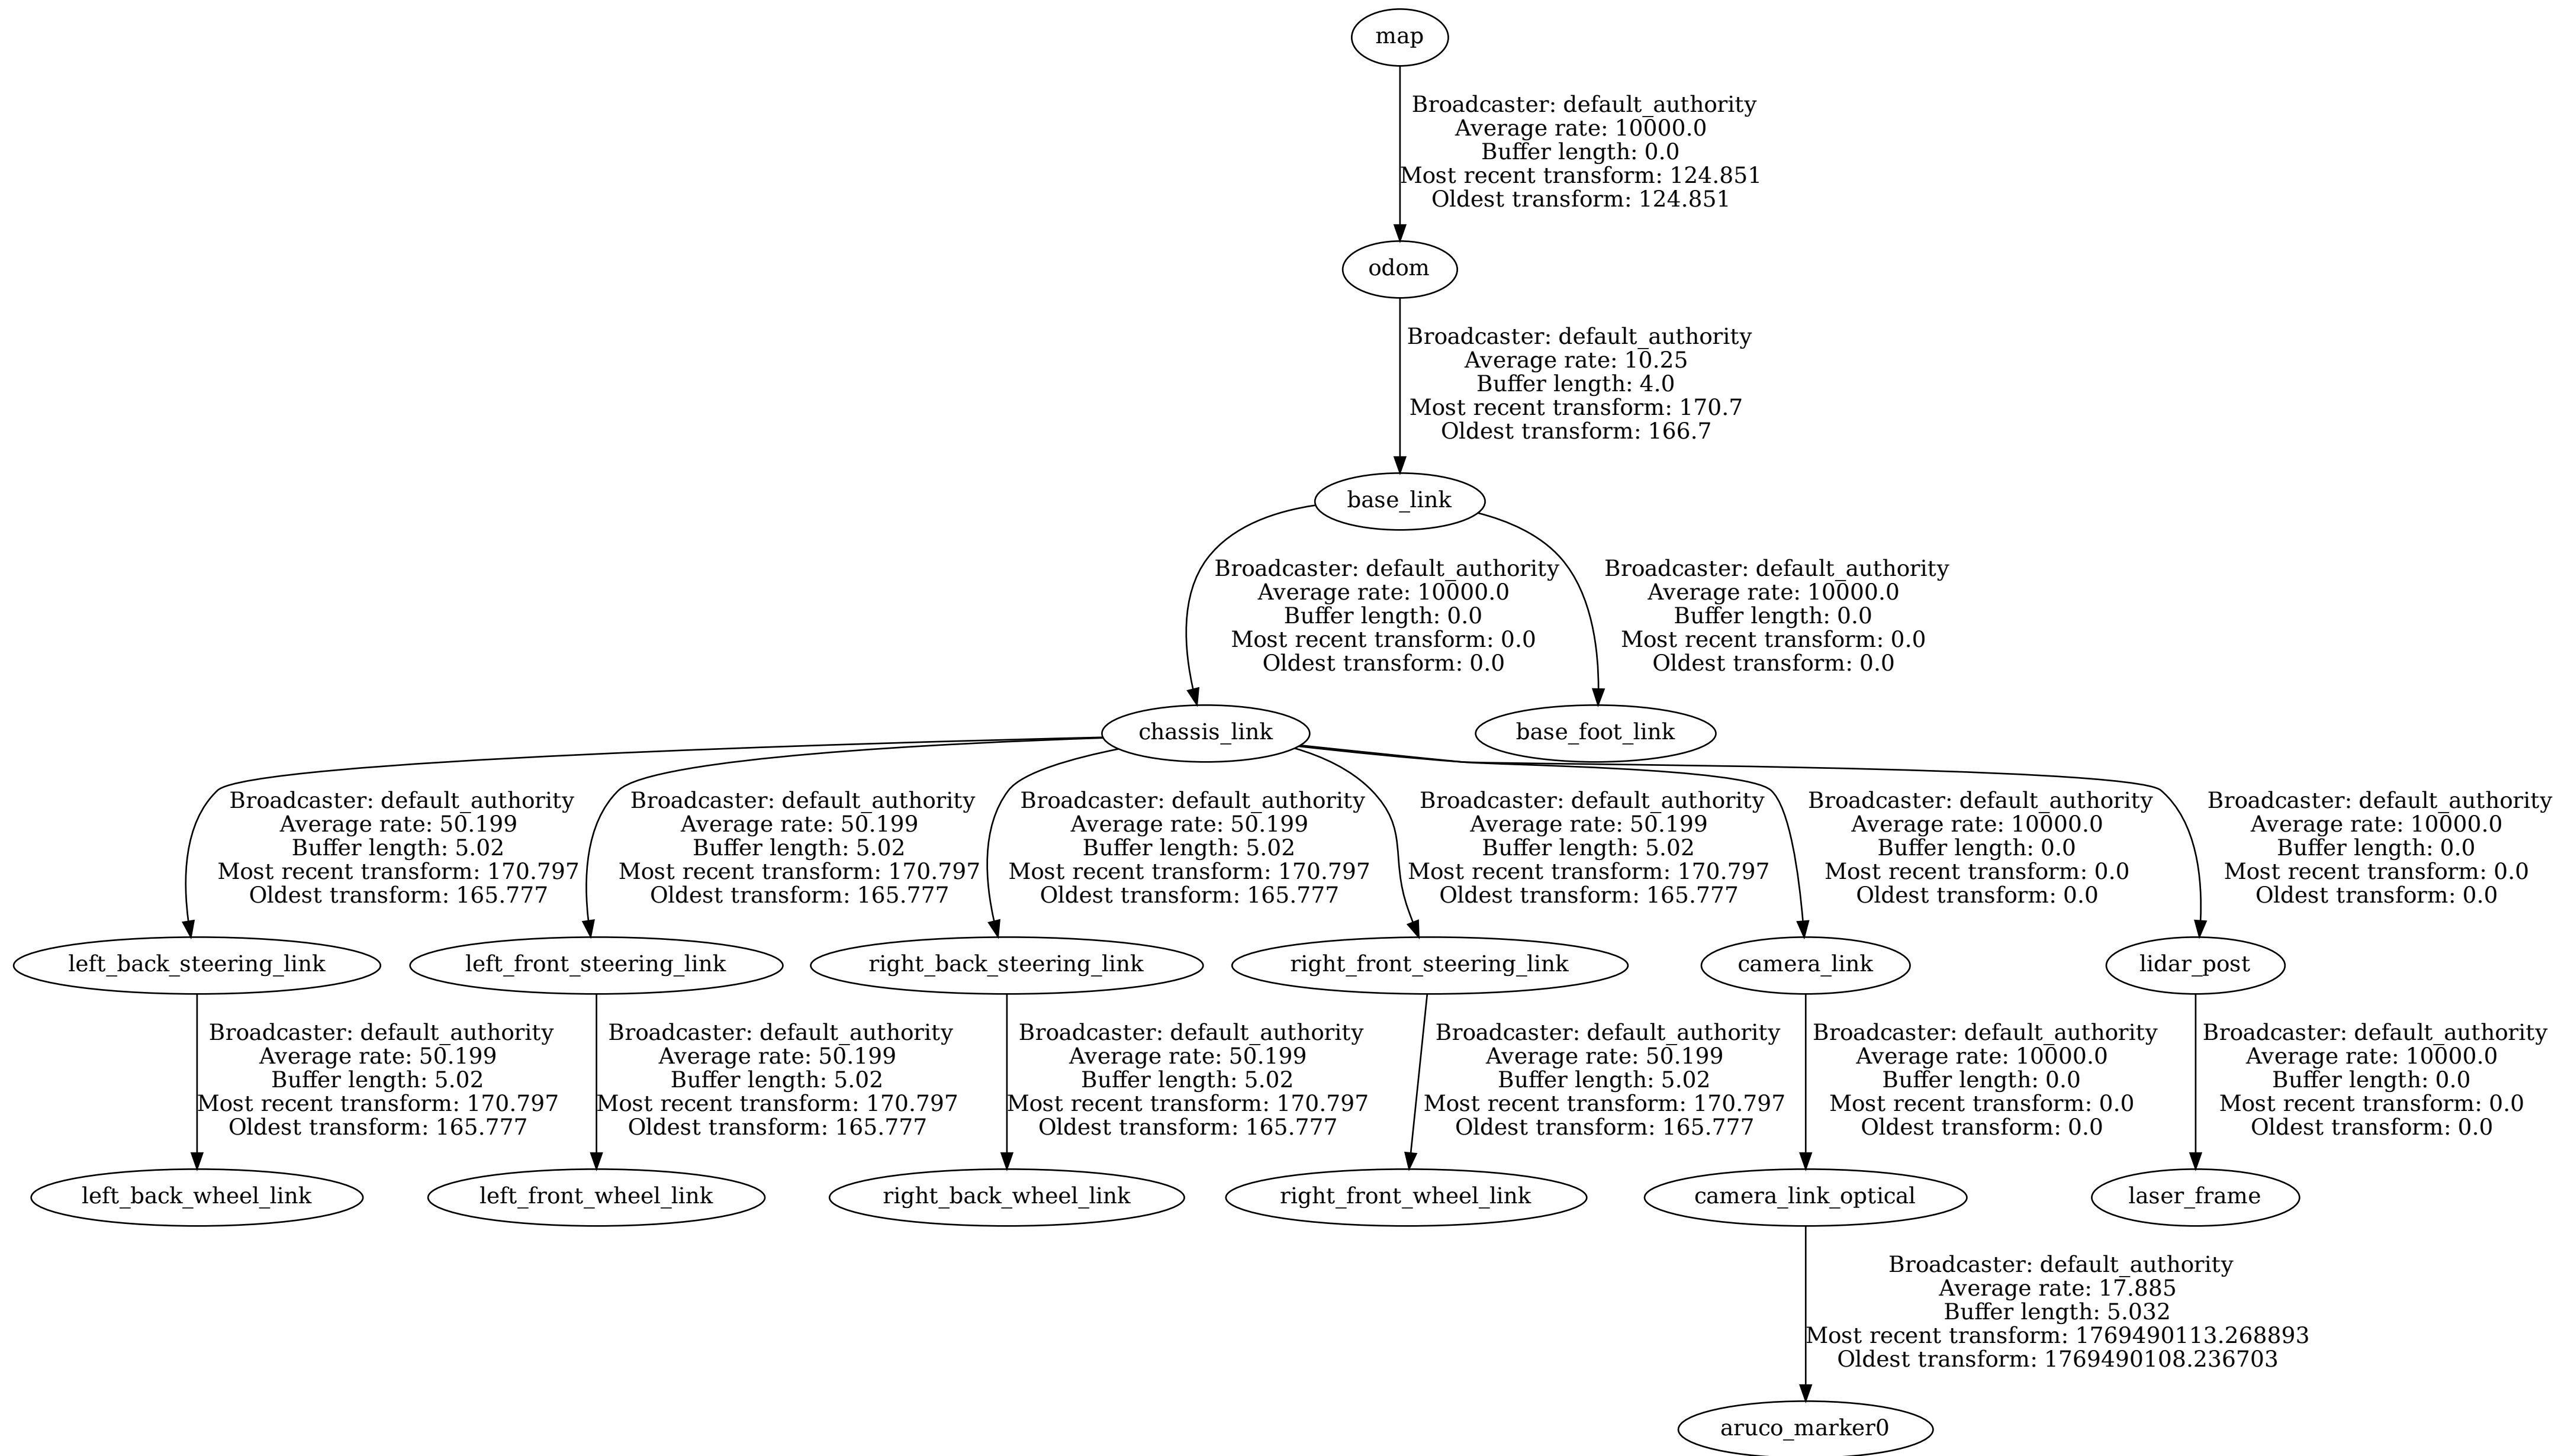 map
Broadcaster: default_authority
Average rate: 10000.0
Buffer length: 0.0
Most recent transform: 124.851
Oldest transform: 124.851
odom
Broadcaster: default_authority
Average rate: 10.25
Buffer length: 4.0
Most recent transform: 170.7
Oldest transform: 166.7
base_link
Broadcaster: default_authority
Average rate: 10000.0
Buffer length: 0.0
Most recent transform: 0.0
Oldest transform: 0.0
Broadcaster: default_authority
Average rate: 10000.0
Buffer length: 0.0
Most recent transform: 0.0
Oldest transform: 0.0
chassis_link
base_foot_link
Broadcaster: default_authority
Average rate: 50.199
Buffer length: 5.02
Most recent transform: 170.797
Oldest transform: 165.777
Broadcaster: default_authority
Average rate: 50.199
Buffer length: 5.02
Most recent transform: 170.797
Oldest transform: 165.777
Broadcaster: default_authority
Average rate: 50.199
Buffer length: 5.02
Most recent transform: 170.797
Oldest transform: 165.777
Broadcaster: default_authority
Average rate: 50.199
Buffer length: 5.02
Most recent transform: 170.797
Oldest transform: 165.777
Broadcaster: default_authority
Average rate: 10000.0
Buffer length: 0.0
Most recent transform: 0.0
Oldest transform: 0.0
Broadcaster: default_authority
Average rate: 10000.0
Buffer length: 0.0
Most recent transform: 0.0
Oldest transform: 0.0
left_back_steering_link
left_front_steering_link
right_back_steering_link
right_front_steering_link
camera_link
lidar_post
Broadcaster: default_authority
Average rate: 50.199
Buffer length: 5.02
Most recent transform: 170.797
Oldest transform: 165.777
Broadcaster: default_authority
Average rate: 50.199
Buffer length: 5.02
Most recent transform: 170.797
Oldest transform: 165.777
Broadcaster: default_authority
Average rate: 50.199
Buffer length: 5.02
Most recent transform: 170.797
Oldest transform: 165.777
Broadcaster: default_authority
Average rate: 50.199
Buffer length: 5.02
Most recent transform: 170.797
Oldest transform: 165.777
Broadcaster: default_authority
Average rate: 10000.0
Buffer length: 0.0
Most recent transform: 0.0
Oldest transform: 0.0
Broadcaster: default_authority
Average rate: 10000.0
Buffer length: 0.0
Most recent transform: 0.0
Oldest transform: 0.0
left_back_wheel_link
left_front_wheel_link
right_back_wheel_link
right_front_wheel_link
camera_link_optical
laser_frame
Broadcaster: default_authority
Average rate: 17.885
Buffer length: 5.032
Most recent transform: 1769490113.268893
Oldest transform: 1769490108.236703
aruco_marker0